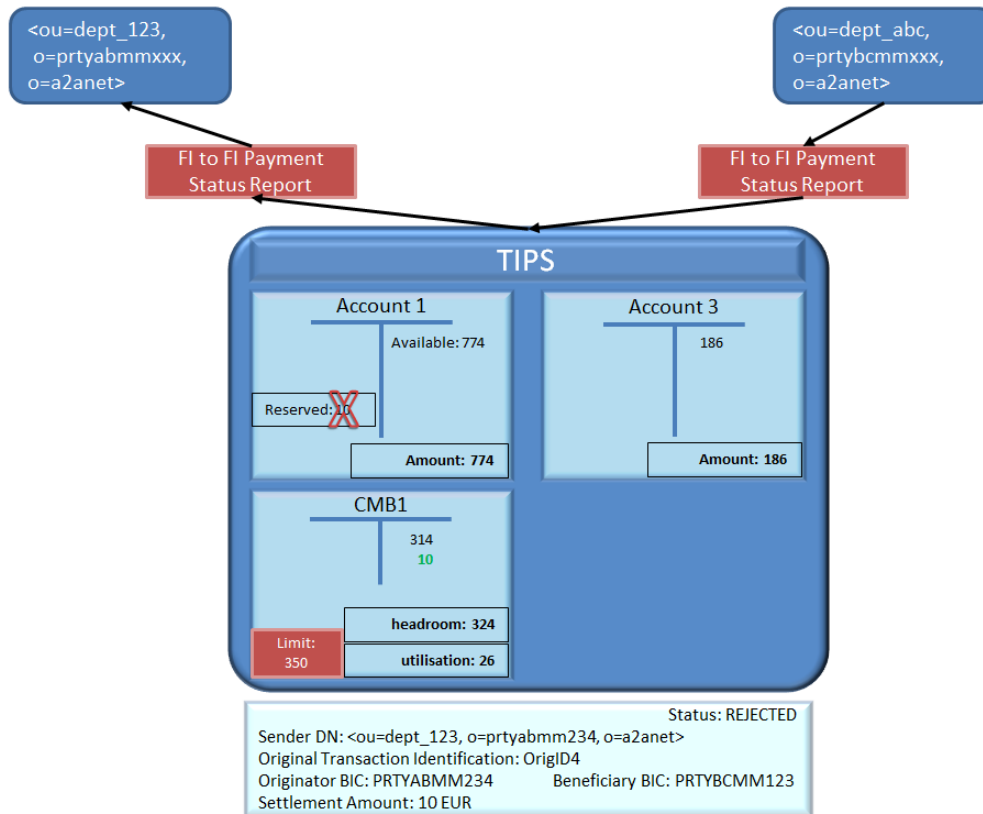 <ou=dept_123,
o=prtyabmmxxx,
o=a2anet>
<ou=dept_abc,
o=prtybcmmxxx,
o=a2anet>
FI to FI Payment
Status Report
FI to FI Payment
Status Report
TIPS
Account 1
Available: 774
Reserved: 10
Amount: 774
Account 3
186
Amount: 186
CMB1
314
10
headroom: 324
Limit:
350
utilisation: 26
Status: REJECTED
Sender DN: <ou=dept_123, o=prtyabmm234, o=a2anet>
Original Transaction Identification: OrigID4
Originator BIC: PRTYABMM234 Beneficiary BIC: PRTYBCMM123
Settlement Amount: 10 EUR